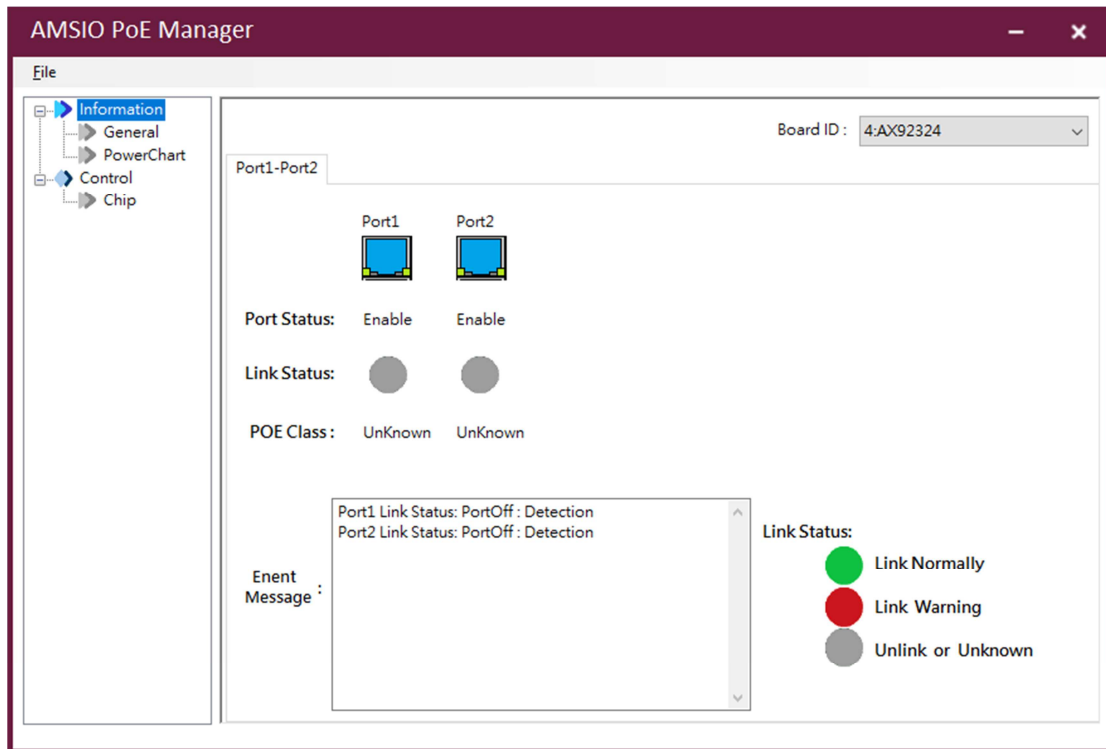 AMSIO PoE Manager
File
Information
General
PowerChart
Control
Chip
Board ID : 4:AX92324
Port1-Port2
Port1 Port2
Port Status: Enable Enable
Link Status:
POE Class : UnKnown UnKnown
Enent Message :
Port1 Link Status: PortOff : Detection
Port2 Link Status: PortOff : Detection
Link Status:
Link Normally
Link Warning
Unlink or Unknown